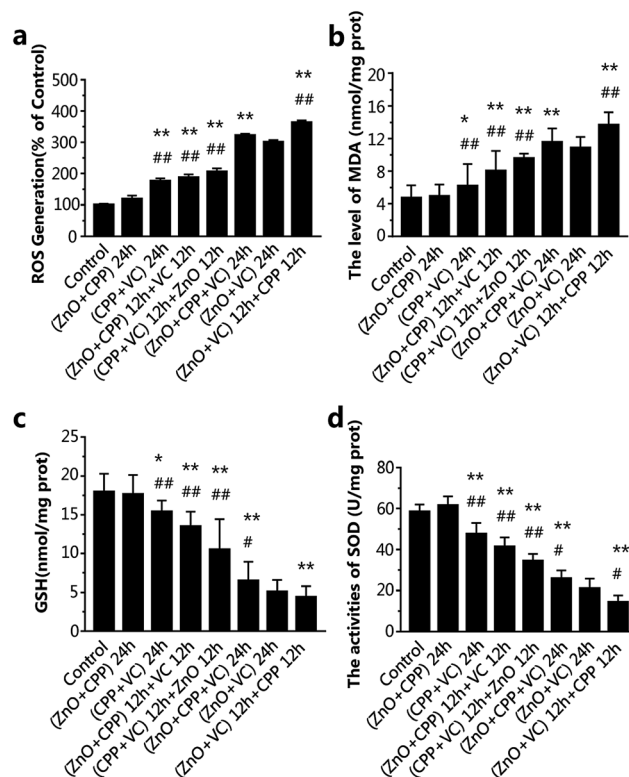 a
ROS Generation(% of Control)
500
400
300
200
100
0
**
##
**
##
**
##
**
**
##
Control
(ZnO+CPP) 24h
(CPP+VC) 24h
(ZnO+CPP) 12h+VC 12h
(CPP+VC) 12h+ZnO 12h
(ZnO+CPP+VC) 24h
(ZnO+VC) 24h
(ZnO+VC) 12h+CPP 12h
b
The level of MDA (nmol/mg prot)
20
16
12
8
4
0
*
##
**
##
**
##
**
**
##
Control
(ZnO+CPP) 24h
(CPP+VC) 24h
(ZnO+CPP) 12h+VC 12h
(CPP+VC) 12h+ZnO 12h
(ZnO+CPP+VC) 24h
(ZnO+VC) 24h
(ZnO+VC) 12h+CPP 12h
c
GSH(nmol/mg prot)
25
20
15
10
5
0
*
##
**
##
**
##
**
#
**
Control
(ZnO+CPP) 24h
(CPP+VC) 24h
(ZnO+CPP) 12h+VC 12h
(CPP+VC) 12h+ZnO 12h
(ZnO+CPP+VC) 24h
(ZnO+VC) 24h
(ZnO+VC) 12h+CPP 12h
d
The activities of SOD (U/mg prot)
80
60
40
20
0
**
##
**
##
**
##
**
#
**
#
Control
(ZnO+CPP) 24h
(CPP+VC) 24h
(ZnO+CPP) 12h+VC 12h
(CPP+VC) 12h+ZnO 12h
(ZnO+CPP+VC) 24h
(ZnO+VC) 24h
(ZnO+VC) 12h+CPP 12h